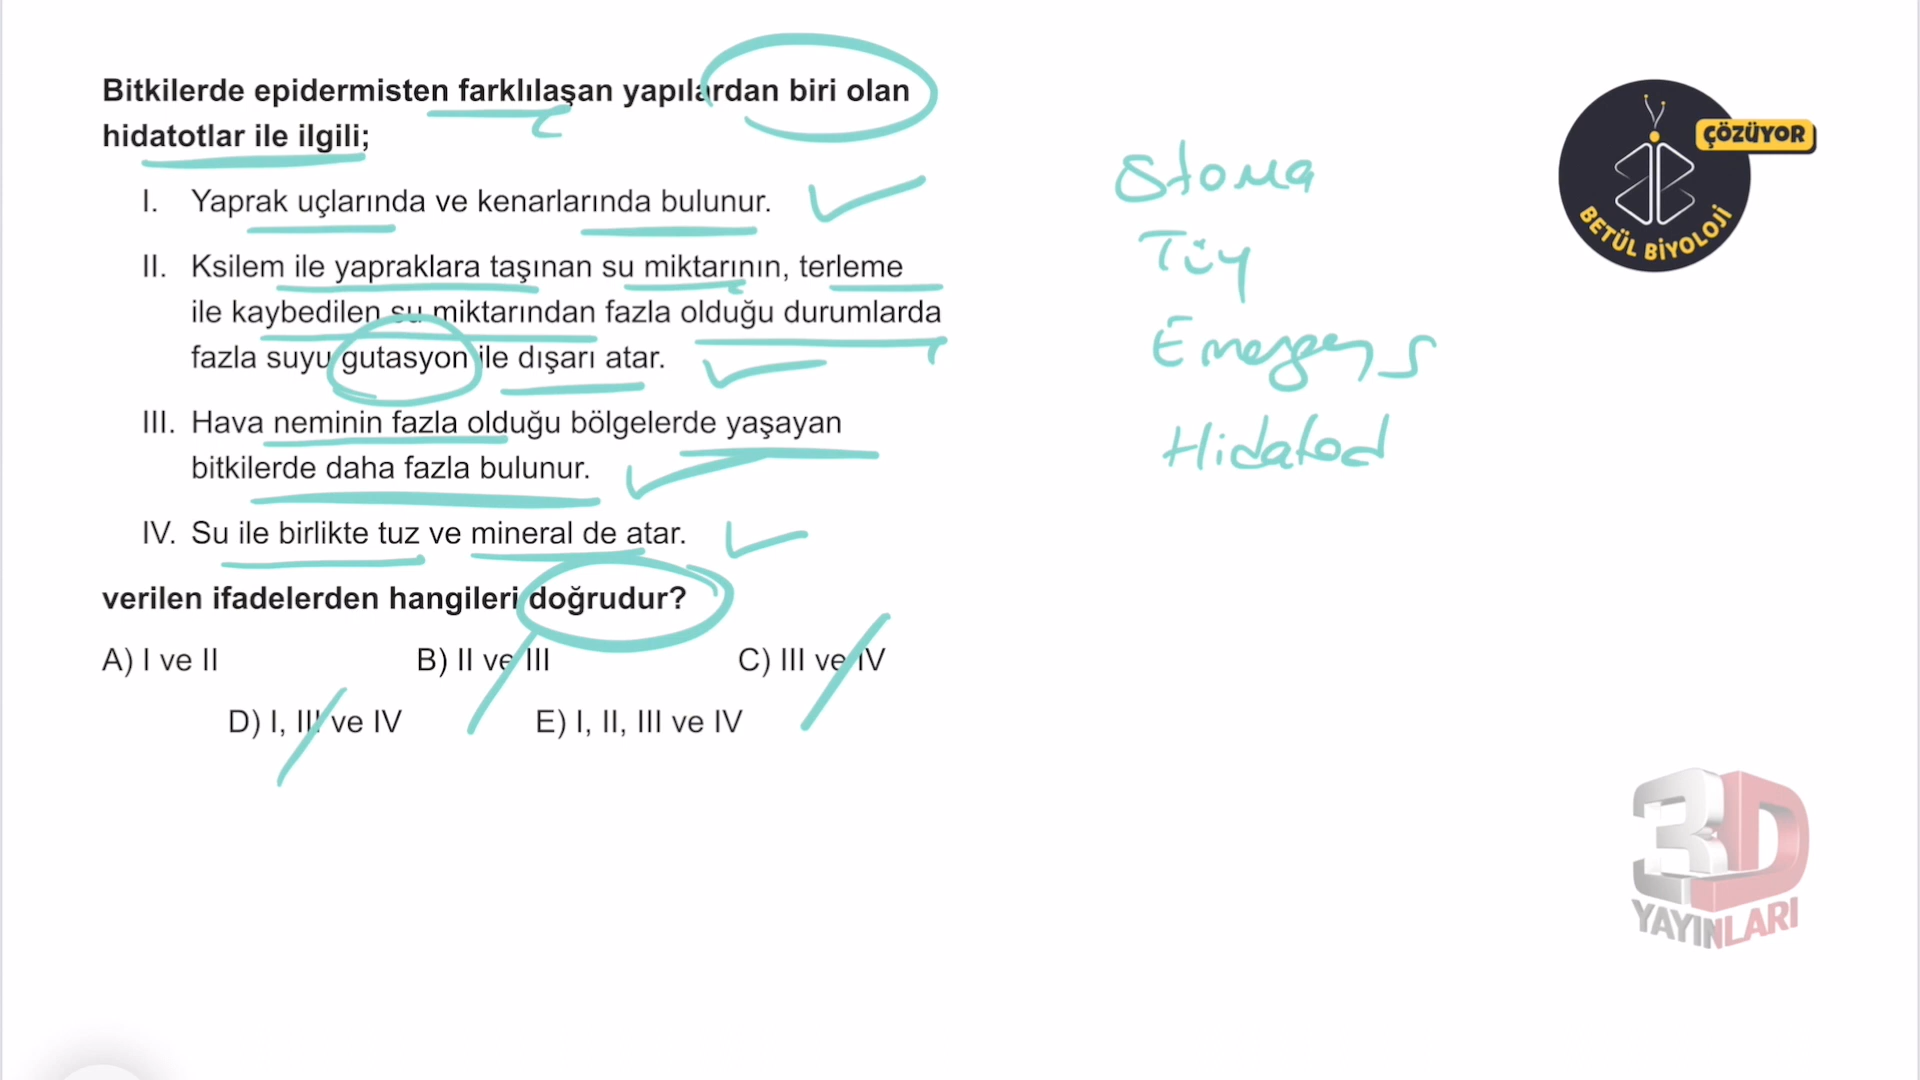 Bitkilerde epidermisten farklılaşan yapılardan biri olan
hidatotlar ile ilgili;
I. Yaprak uçlarında ve kenarlarında bulunur.
II. Ksilem ile yapraklara taşınan su miktarının, terleme
ile kaybedilen su miktarından fazla olduğu durumlarda
fazla suyu gutasyon ile dışarı atar.
III. Hava neminin fazla olduğu bölgelerde yaşayan
bitkilerde daha fazla bulunur.
IV. Su ile birlikte tuz ve mineral de atar.
verilen ifadelerden hangileri doğrudur?
A) I ve II B) II ve III C) III ve IV
D) I, III ve IV E) I, II, III ve IV
Stoma
Tüy
Emergens
Hidatod
ÇÖZÜYOR
BETÜL BİYOLOJİ
3D
YAYINLARI